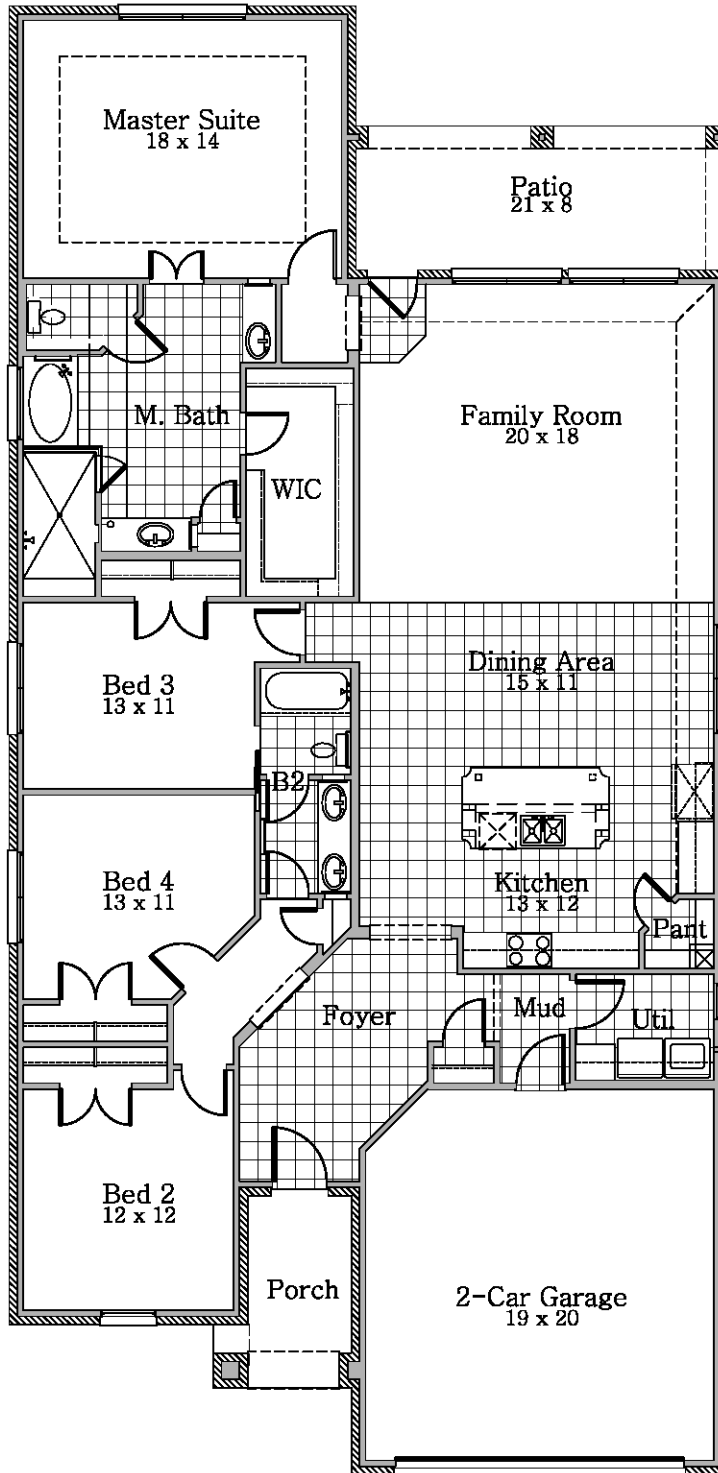 Master Suite
18 x 14
Patio
21 x 8
M. Bath
Family Room
20 x 18
WIC
Dining Area
15 x 11
Bed 3
13 x 11
B2
Bed 4
13 x 11
Kitchen
13 x 12
Pant
Foyer
Mud
Util
Bed 2
12 x 12
Porch
2-Car Garage
19 x 20